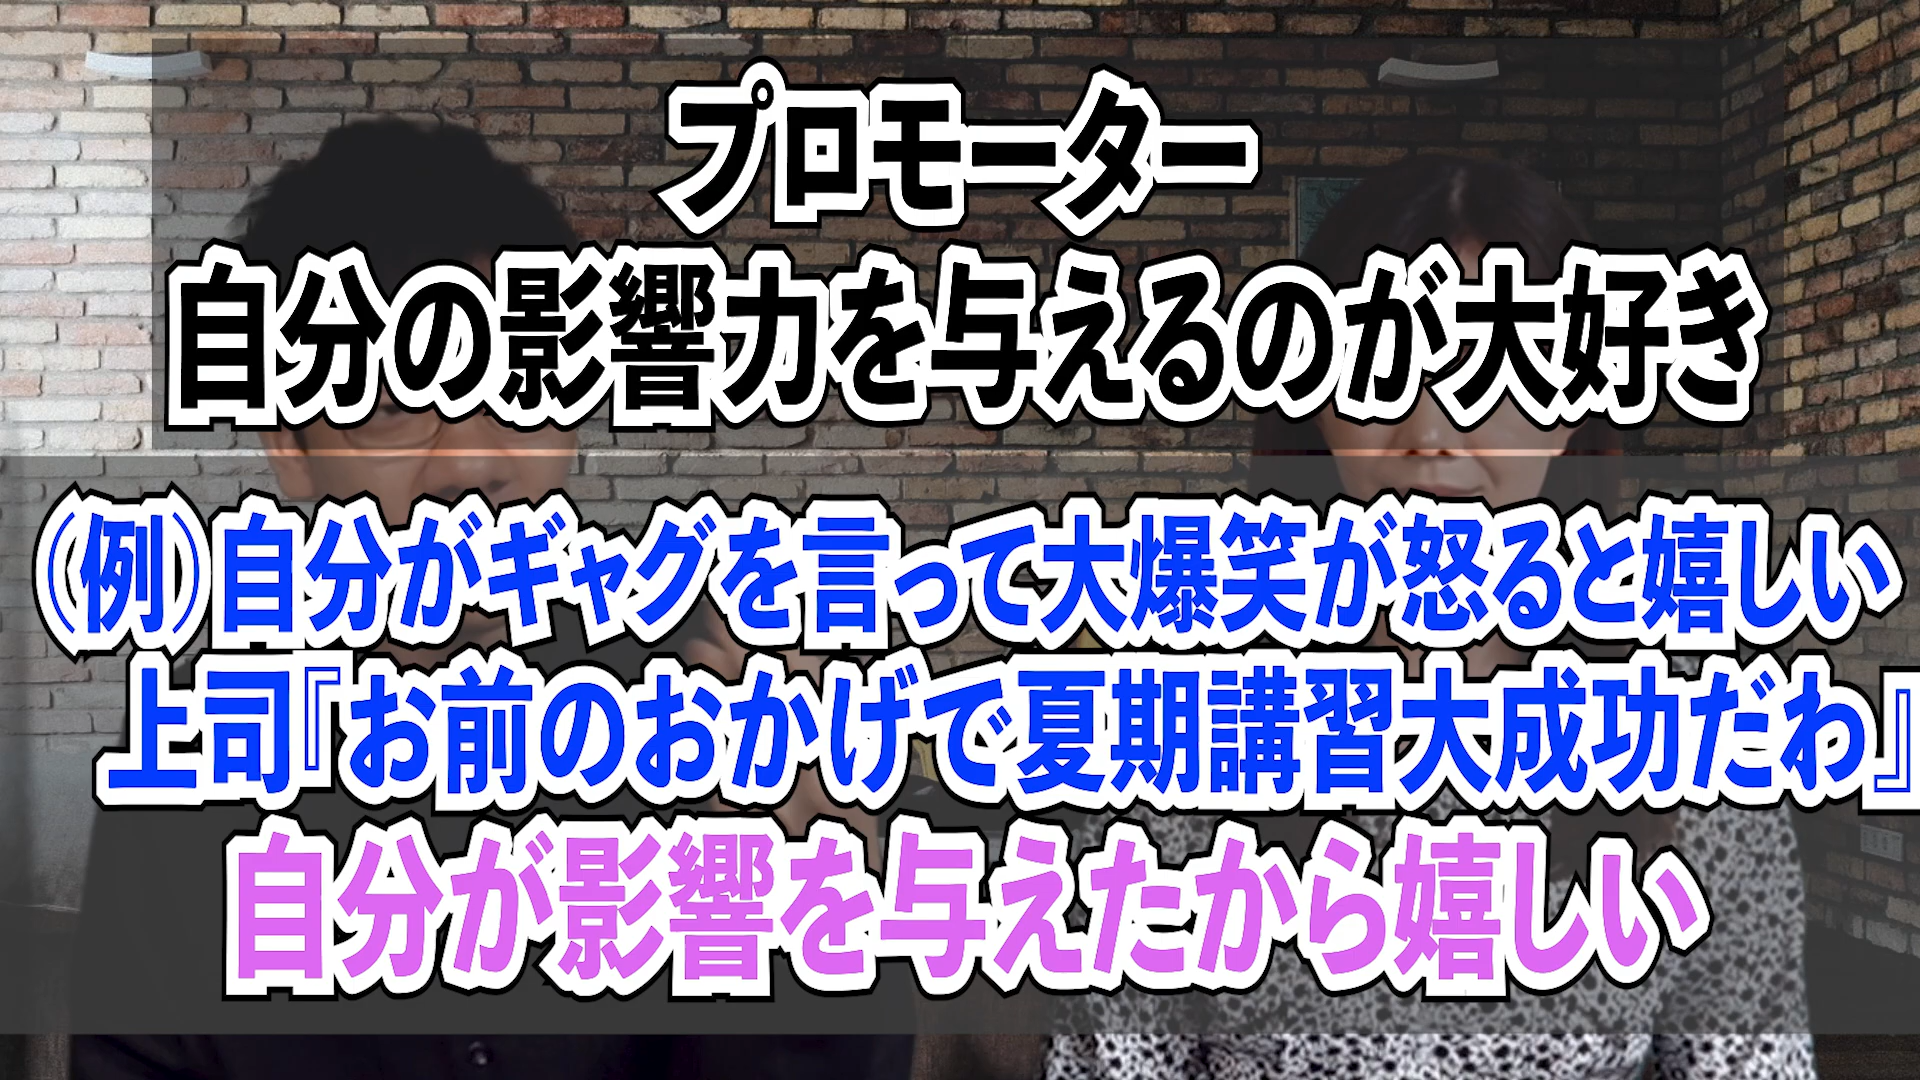 プロモーター
自分の影響力を与えるのが大好き
（例）自分がギャグを言って大爆笑が怒ると嬉しい
上司『お前のおかげで夏期講習大成功だわ』
自分が影響を与えたから嬉しい